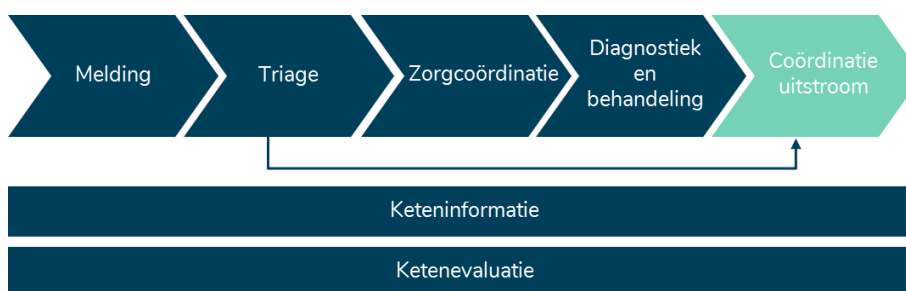 Melding
Triage
Zorgcoördinatie
Diagnostiek
en
behandeling
Coördinatie
uitstroom
Keteninformatie
Ketenevaluatie